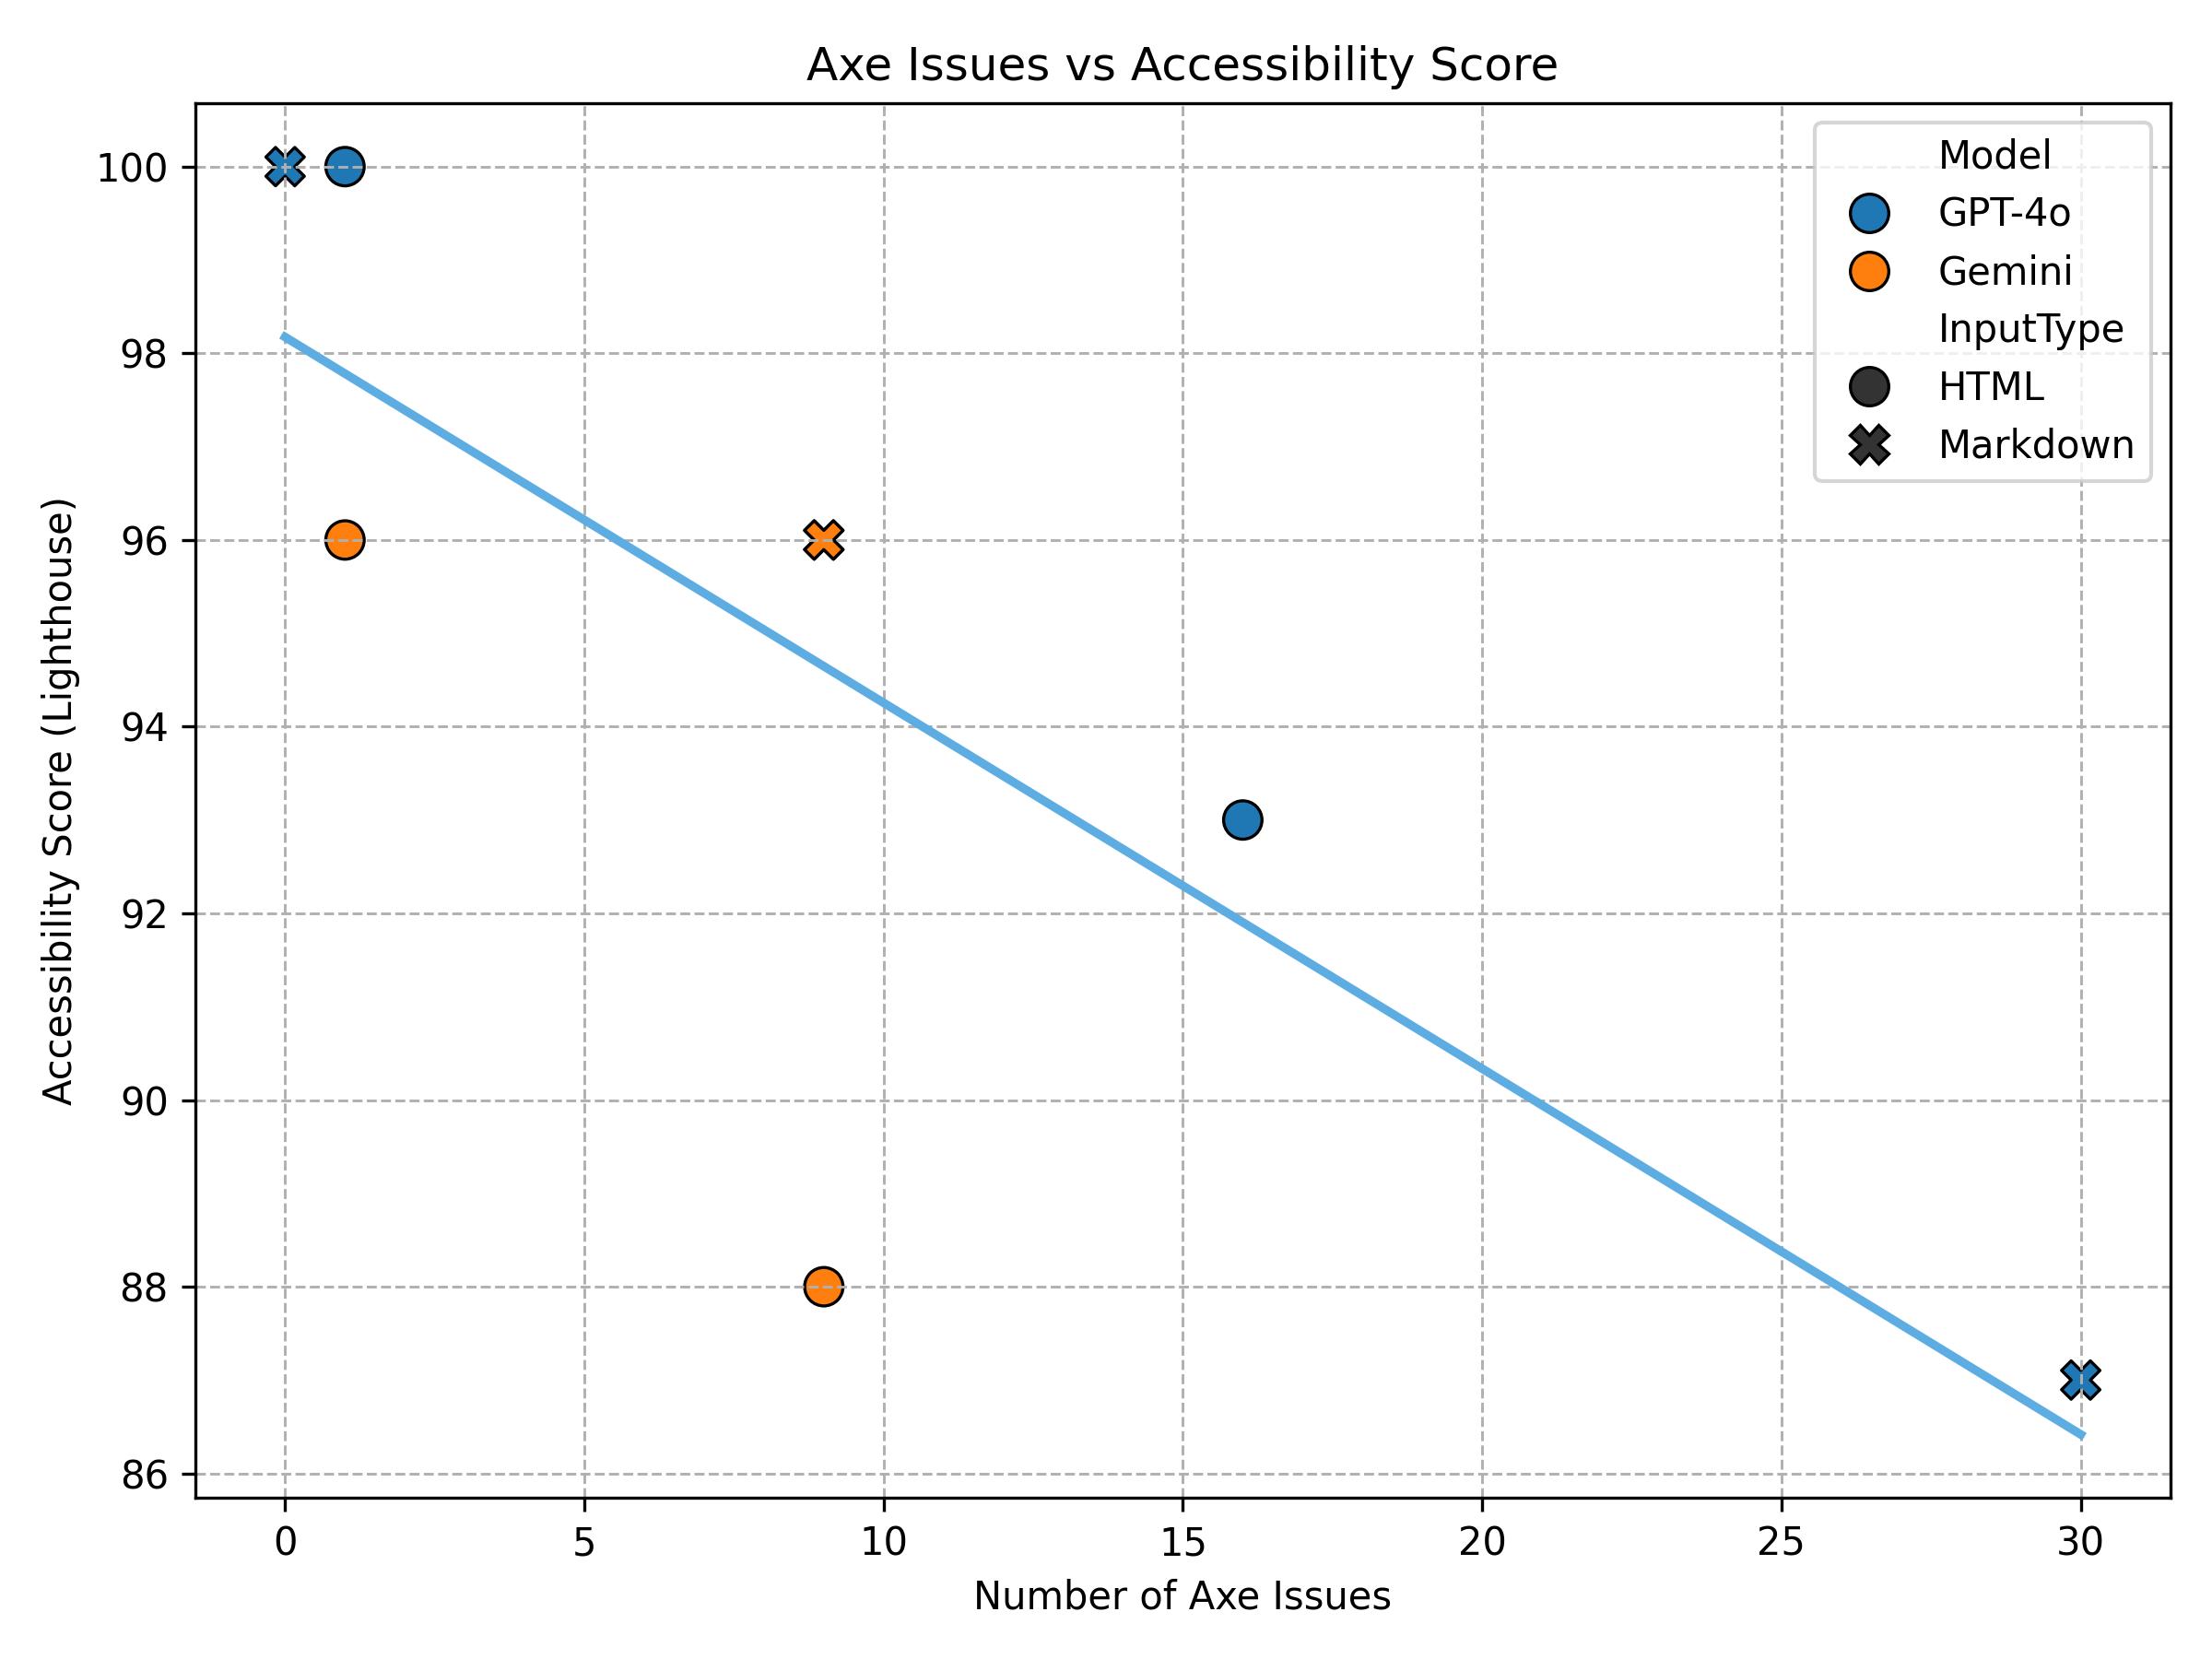 Axe Issues vs Accessibility Score
Accessibility Score (Lighthouse)
100
98
96
94
92
90
88
86
0
5
10
15
20
25
30
Number of Axe Issues
Model
GPT-4o
Gemini
InputType
HTML
Markdown